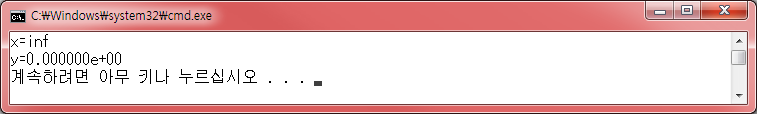 C:₩Windows₩system32₩cmd.exe
x=inf
y=0.000000e+00
계속하려면 아무 키나 누르십시오 . . .